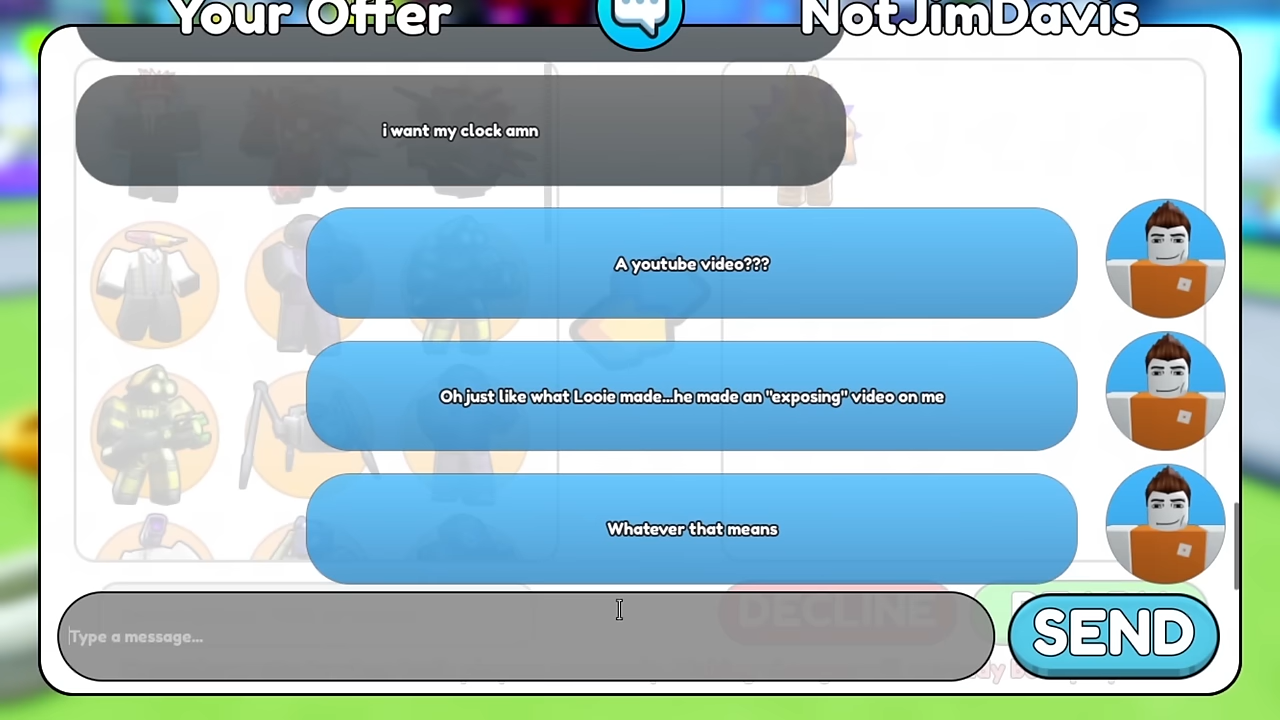 Your Offer
NotJimDavis
i want my clock amn
A youtube video???
Oh just like what Looie made...he made an "exposing" video on me
Whatever that means
DECLINE
Type a message...
SEND